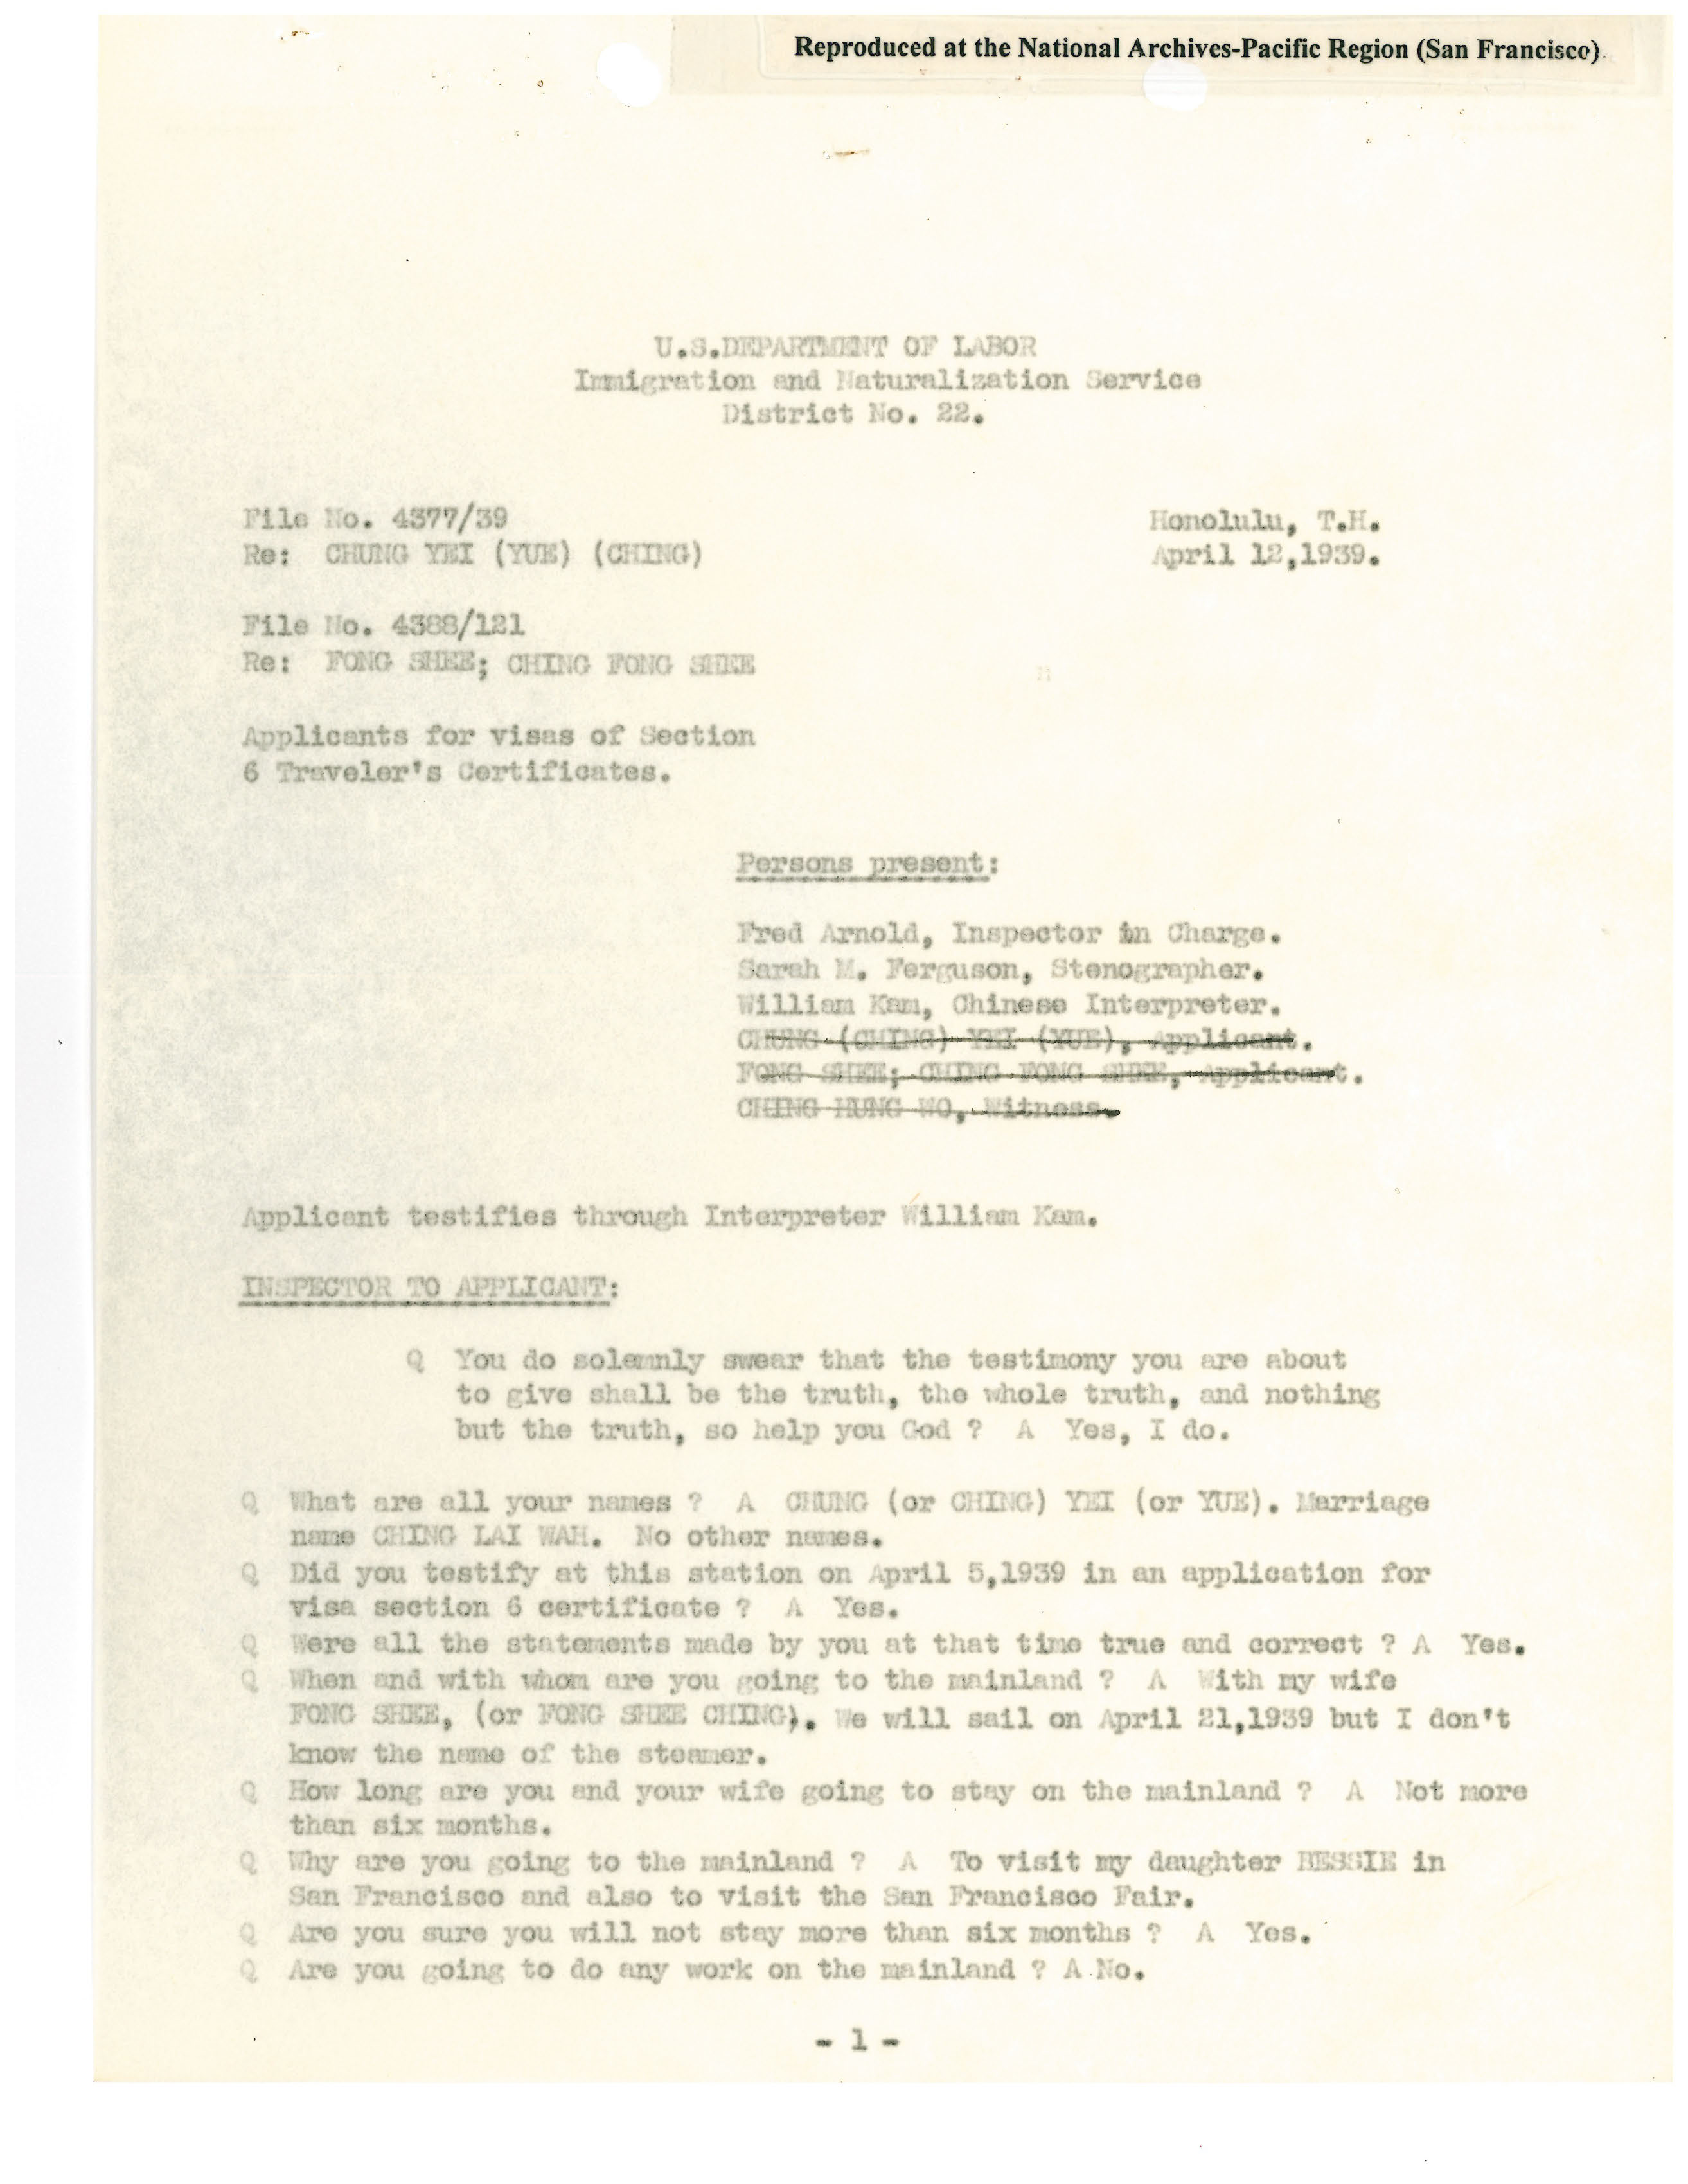 Reproduced at the National Archives-Pacific Region (San Francisco).
U.S.DEPARTMENT OF LABOR
Immigration and Naturalization Service
District No. 22.
File No. 4377/39
Re: CHUNG YEI (YUE) (CHING)
Honolulu, T.H.
April 12,1939.
File No. 4388/121
Re: FONG SHEE; CHING FONG SHEE
Applicants for visas of Section
6 Traveler's Certificates.
Persons present:
Fred Arnold, Inspector in Charge.
Sarah M. Ferguson, Stenographer.
William Kam, Chinese Interpreter.
CHUNG (CHING) YEI (YUE), Applicant.
FONG SHEE; CHING FONG SHEE, Applicant.
CHING HUNG WO, Witness.
Applicant testifies through Interpreter William Kam.
INSPECTOR TO APPLICANT:
Q You do solemnly swear that the testimony you are about
to give shall be the truth, the whole truth, and nothing
but the truth, so help you God ? A Yes, I do.
Q What are all your names ? A CHUNG (or CHING) YEI (or YUE). Marriage
name CHING LAI WAH. No other names.
Q Did you testify at this station on April 5,1939 in an application for
visa section 6 certificate ? A Yes.
Q Were all the statements made by you at that time true and correct ? A Yes.
Q When and with whom are you going to the mainland ? A With my wife
FONG SHEE, (or FONG SHEE CHING). We will sail on April 21,1939 but I don't
know the name of the steamer.
Q How long are you and your wife going to stay on the mainland ? A Not more
than six months.
Q Why are you going to the mainland ? A To visit my daughter BESSIE in
San Francisco and also to visit the San Francisco Fair.
Q Are you sure you will not stay more than six months ? A Yes.
Q Are you going to do any work on the mainland ? A No.
- 1 -